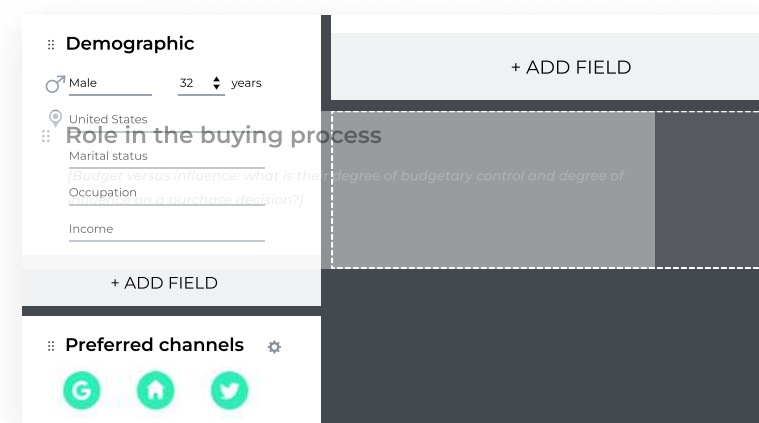 Demographic
Male 32 years
United States
Role in the buying process
Marital status
[Budget versus influence: what is their degree of budgetary control and degree of
Occupation
influence on a purchase decision?]
Income
+ ADD FIELD
Preferred channels
G
+ ADD FIELD